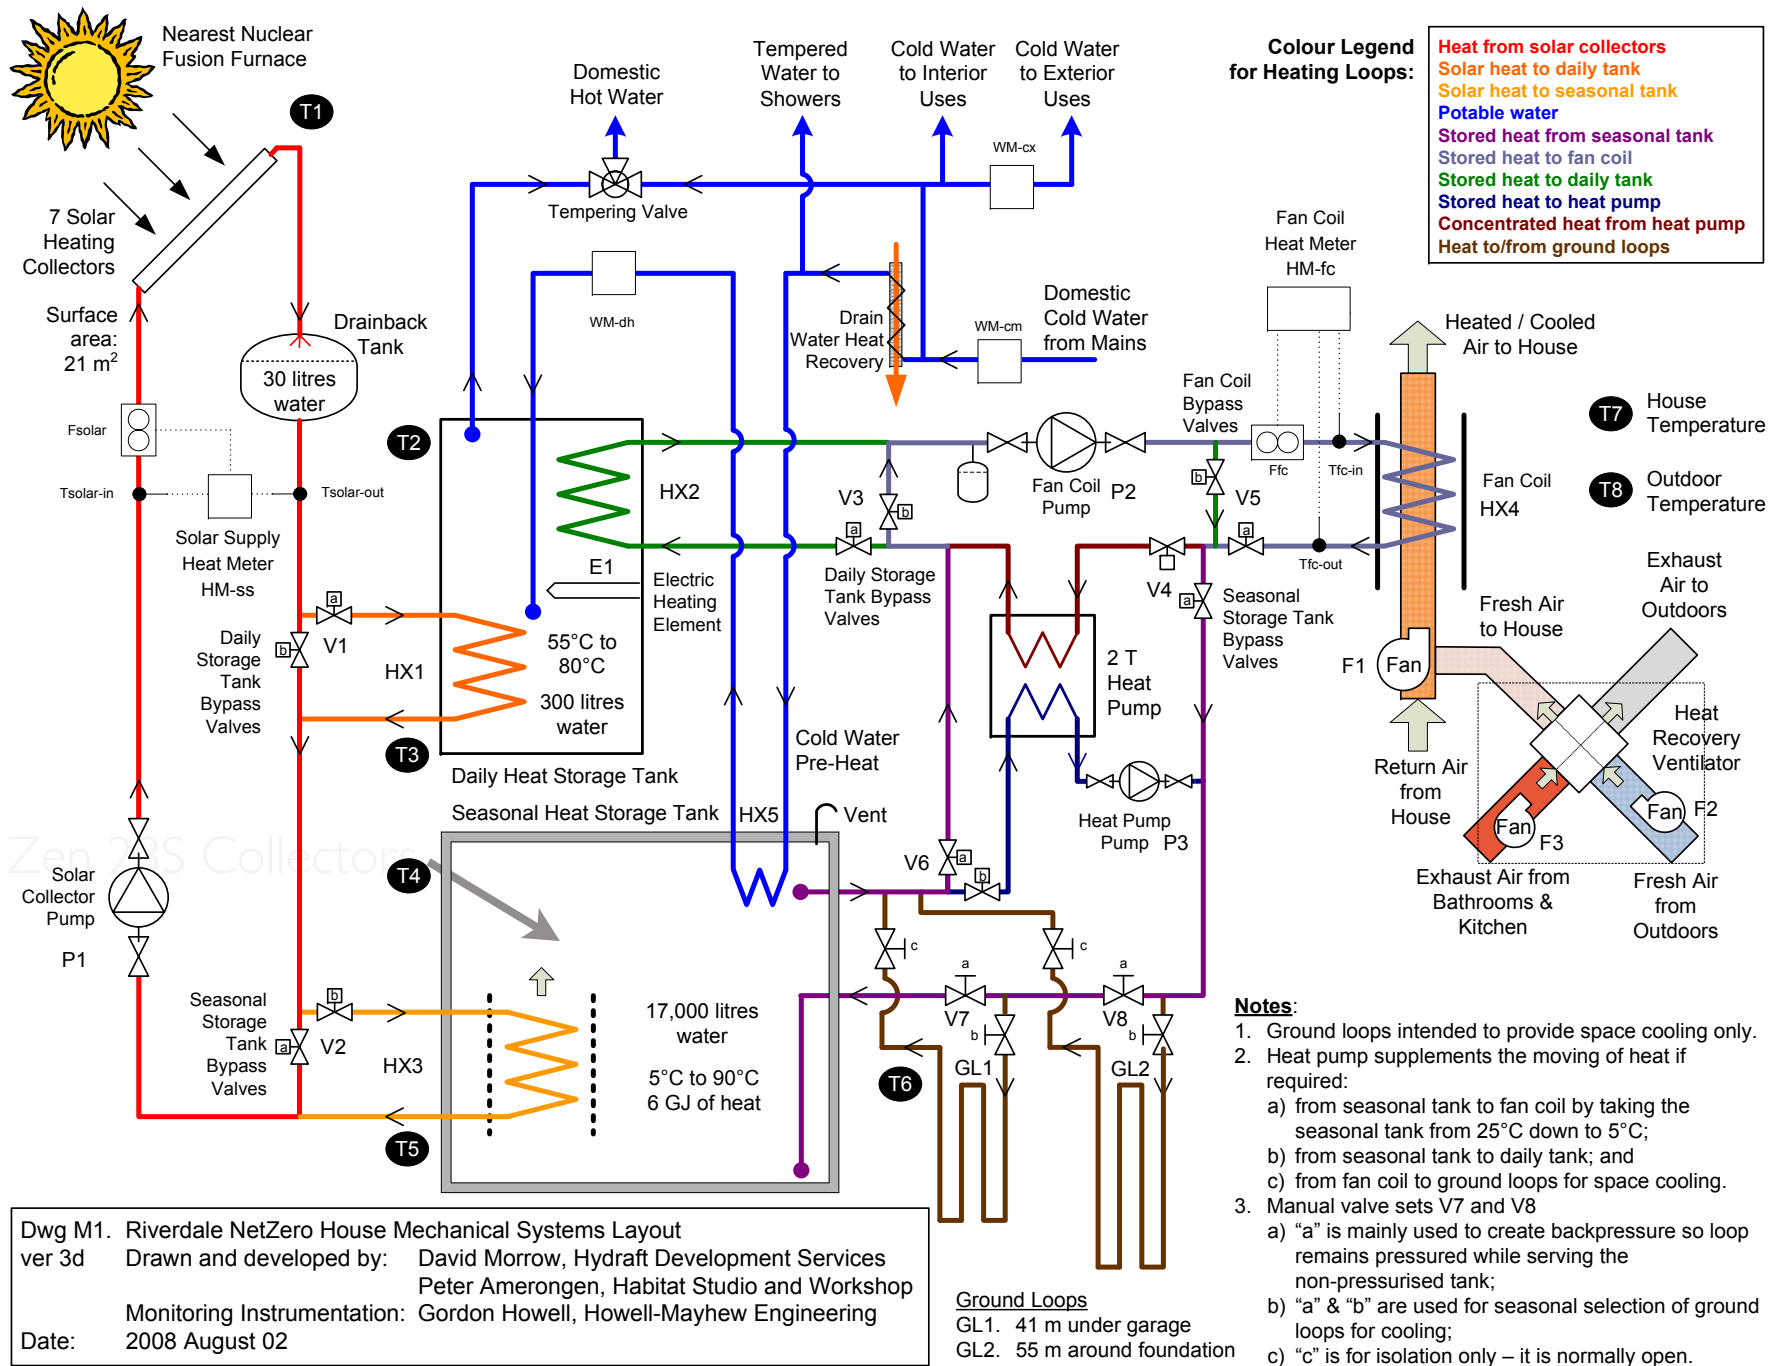 Nearest Nuclear
Fusion Furnace
T1
7 Solar
Heating
Collectors
Surface
area:
21 m²
Drainback
Tank
30 litres
water
Fsolar
Tsolar-in
Tsolar-out
Solar Supply
Heat Meter
HM-ss
Domestic
Hot Water
Tempering Valve
WM-dh
Tempered
Water to
Showers
Cold Water
to Interior
Uses
Cold Water
to Exterior
Uses
WM-cx
Drain
Water Heat
Recovery
WM-cm
Domestic
Cold Water
from Mains
Colour Legend
for Heating Loops:
Heat from solar collectors
Solar heat to daily tank
Solar heat to seasonal tank
Potable water
Stored heat from seasonal tank
Stored heat to fan coil
Stored heat to daily tank
Stored heat to heat pump
Concentrated heat from heat pump
Heat to/from ground loops
Fan Coil
Heat Meter
HM-fc
Heated / Cooled
Air to House
Fan Coil
Bypass
Valves
T7
House
Temperature
T8
Outdoor
Temperature
T2
HX2
V3
b
a
Fan Coil
Pump
P2
b
V5
a
Ffc
Tfc-in
Tfc-out
Fan Coil
HX4
E1
Electric
Heating
Element
Daily Storage
Tank Bypass
Valves
V4
a
Seasonal
Storage Tank
Bypass
Valves
Exhaust
Air to
Outdoors
Fresh Air
to House
a
V1
b
Daily
Storage
Tank
Bypass
Valves
HX1
55°C to
80°C
300 litres
water
T3
2 T
Heat
Pump
F1
Fan
Heat
Recovery
Ventilator
Return Air
from
House
Fan
F2
Fan
F3
Exhaust Air from
Bathrooms &
Kitchen
Fresh Air
from
Outdoors
Cold Water
Pre-Heat
Daily Heat Storage Tank
Seasonal Heat Storage Tank
HX5
Vent
Heat Pump
Pump
P3
V6
a
b
Zen 28S Collectors
Solar
Collector
Pump
P1
T4
c
c
a
a
V7
V8
b
b
Seasonal
Storage
Tank
Bypass
Valves
b
a
V2
HX3
17,000 litres
water
5°C to 90°C
6 GJ of heat
T5
T6
GL1
GL2
Notes:
1. Ground loops intended to provide space cooling only.
2. Heat pump supplements the moving of heat if
required:
a) from seasonal tank to fan coil by taking the
seasonal tank from 25°C down to 5°C;
b) from seasonal tank to daily tank; and
c) from fan coil to ground loops for space cooling.
3. Manual valve sets V7 and V8
a) “a” is mainly used to create backpressure so loop
remains pressured while serving the
non-pressurised tank;
b) “a” & “b” are used for seasonal selection of ground
loops for cooling;
c) “c” is for isolation only – it is normally open.
Ground Loops
GL1. 41 m under garage
GL2. 55 m around foundation
Dwg M1. Riverdale NetZero House Mechanical Systems Layout
ver 3d Drawn and developed by: David Morrow, Hydraft Development Services
Peter Amerongen, Habitat Studio and Workshop
Monitoring Instrumentation: Gordon Howell, Howell-Mayhew Engineering
Date: 2008 August 02